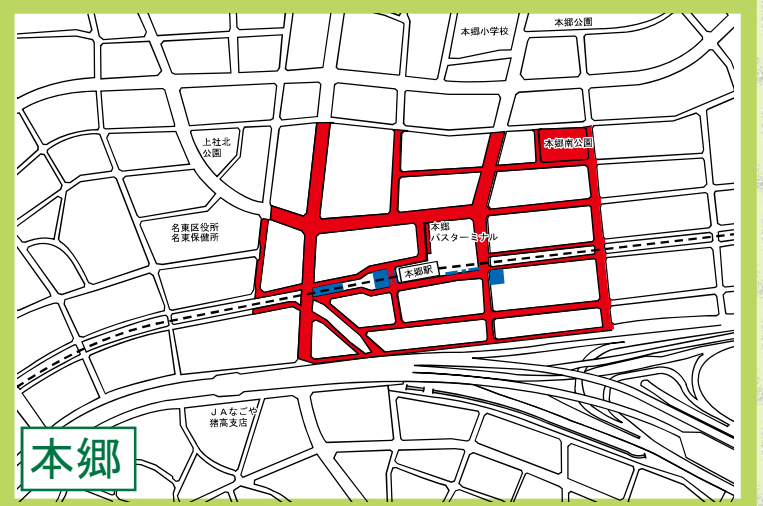 本郷公園
本郷小学校
上社北
公園
本郷南公園
名東区役所
名東保健所
本郷
バスターミナル
本郷駅
JAなごや
猪高支店
本郷